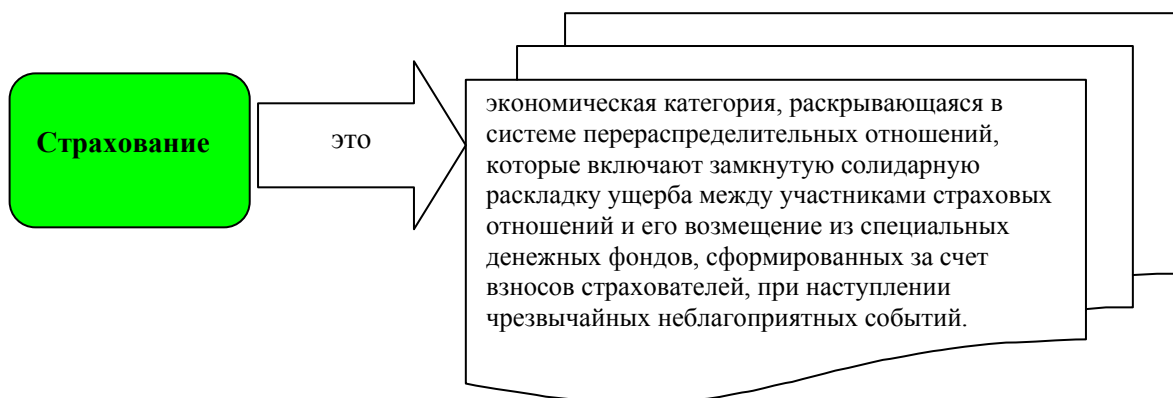 Страхование
это
экономическая категория, раскрывающаяся в
системе перераспределительных отношений,
которые включают замкнутую солидарную
раскладку ущерба между участниками страховых
отношений и его возмещение из специальных
денежных фондов, сформированных за счет
взносов страхователей, при наступлении
чрезвычайных неблагоприятных событий.